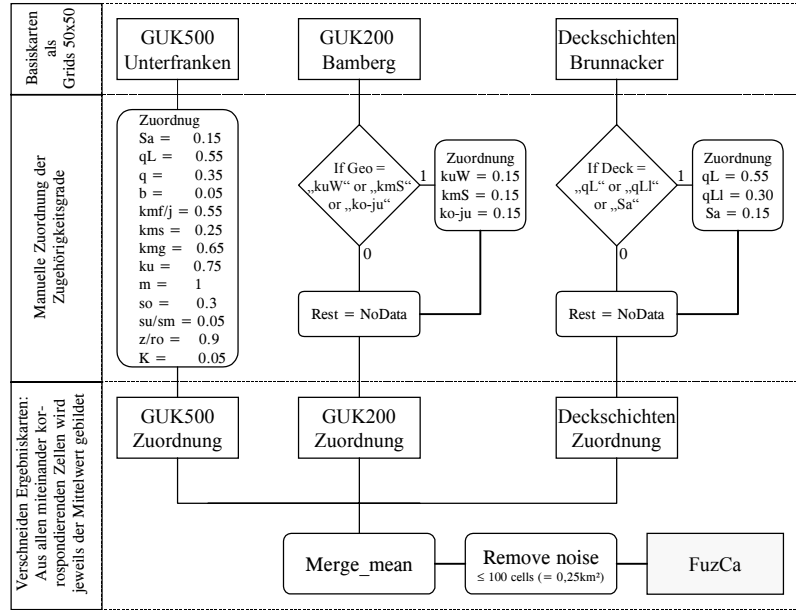 Basiskarten
als
Grids 50x50
GUK500
Unterfranken
GUK200
Bamberg
Deckschichten
Brunnacker
Manuelle Zuordnung der
Zugehörigkeitsgrade
Zuordnug
Sa = 0.15
qL = 0.55
q = 0.35
b = 0.05
kmf/j = 0.55
kms = 0.25
kmg = 0.65
ku = 0.75
m = 1
so = 0.3
su/sm = 0.05
z/ro = 0.9
K = 0.05
If Geo =
„kuW“ or „kmS“
or „ko-ju“
1
0
Zuordnung
kuW = 0.15
kmS = 0.15
ko-ju = 0.15
Rest = NoData
If Deck =
„qL“ or „qLl“
or „Sa“
1
0
Zuordnung
qL = 0.55
qLl = 0.30
Sa = 0.15
Rest = NoData
Verschneiden Ergebniskarten:
Aus allen miteinander kor-
rospondierenden Zellen wird
jeweils der Mittelwert gebildet
GUK500
Zuordnung
GUK200
Zuordnung
Deckschichten
Zuordnung
Merge_mean
Remove noise
≤ 100 cells (= 0,25km²)
FuzCa